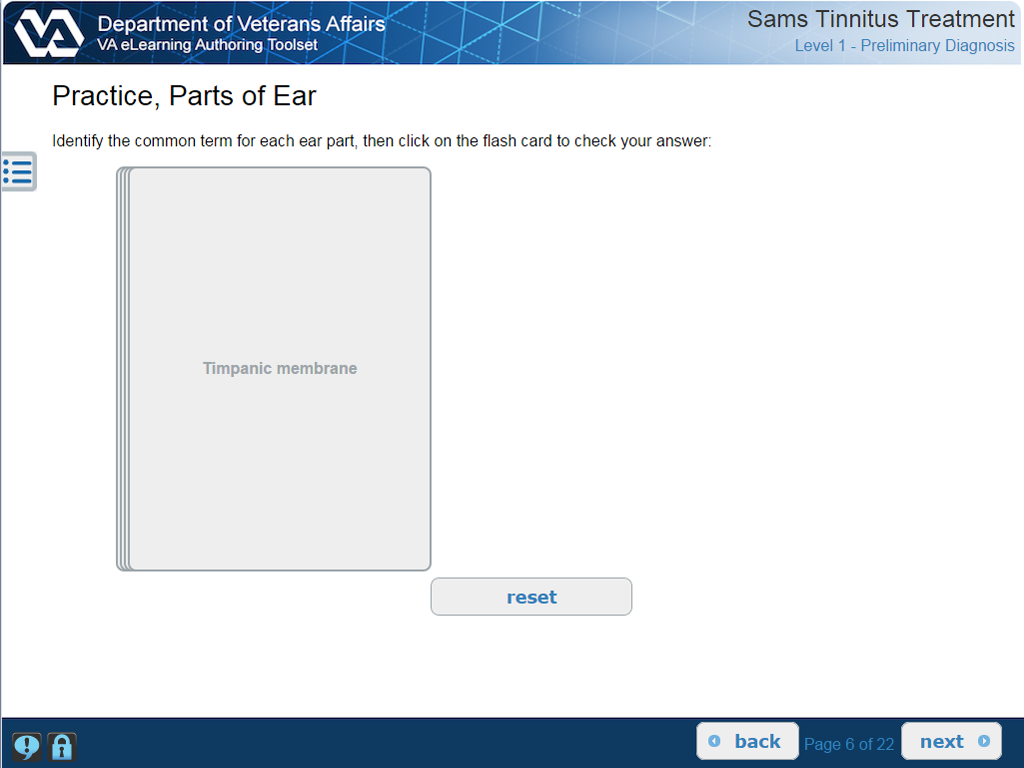 VA
Department of Veterans Affairs
VA eLearning Authoring Toolset
Sams Tinnitus Treatment
Level 1 - Preliminary Diagnosis
Practice, Parts of Ear
Identify the common term for each ear part, then click on the flash card to check your answer:
Timpanic membrane
reset
back
Page 6 of 22
next